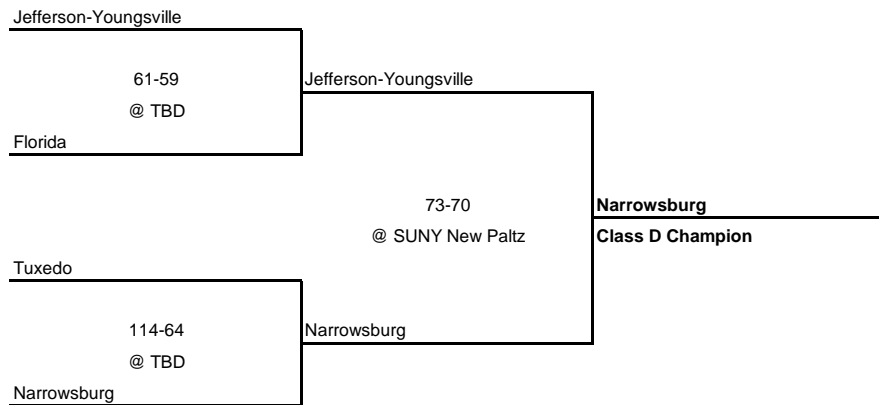 Jefferson-Youngsville
61-59
Jefferson-Youngsville
@ TBD
Florida
73-70
Narrowsburg
@ SUNY New Paltz
Class D Champion
Tuxedo
114-64
Narrowsburg
@ TBD
Narrowsburg